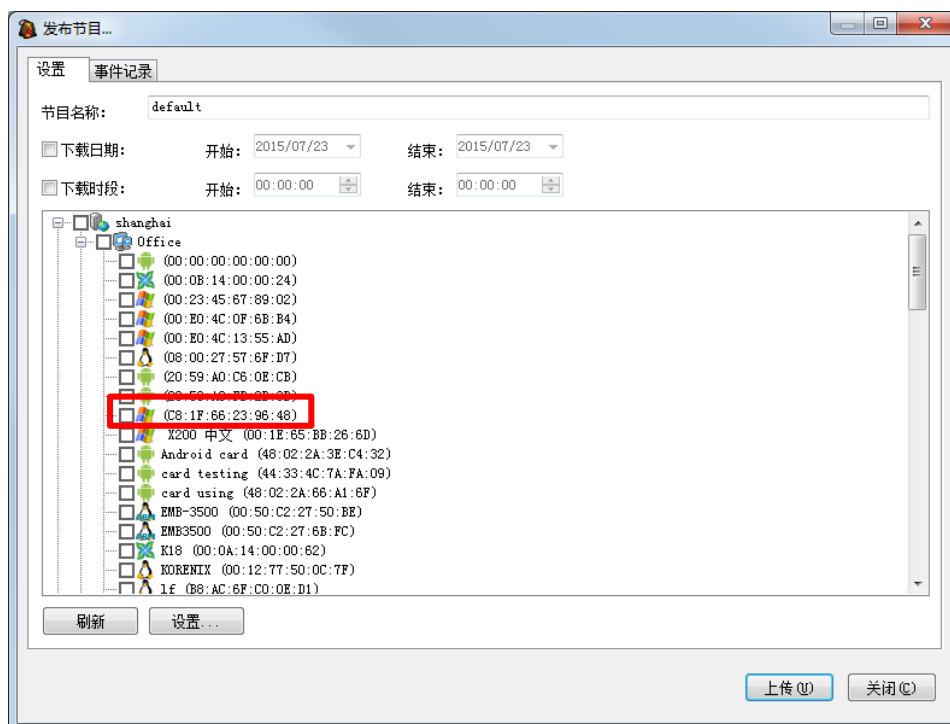 发布节目...
设置 事件记录
节目名称： default
下载日期： 开始： 2015/07/23 结束： 2015/07/23
下载时段： 开始： 00:00:00 结束： 00:00:00
shanghai
Office
(00:00:00:00:00:00)
(00:0B:14:00:00:24)
(00:23:45:67:89:02)
(00:E0:4C:0F:6B:B4)
(00:E0:4C:13:55:AD)
(08:00:27:57:6F:D7)
(20:59:A0:C6:0E:CB)
(C8:1F:66:23:96:48)
X200 中文 (00:1E:65:BB:26:6D)
Android card (48:02:2A:3E:C4:32)
card testing (44:33:4C:7A:FA:09)
card using (48:02:2A:66:A1:6F)
EMB-3500 (00:50:C2:27:50:BE)
EMB3500 (00:50:C2:27:6B:FC)
K18 (00:0A:14:00:00:62)
KORENIX (00:12:77:50:0C:7F)
lf (B8:AC:6F:C0:0E:D1)
刷新 设置...
上传(U) 关闭(C)